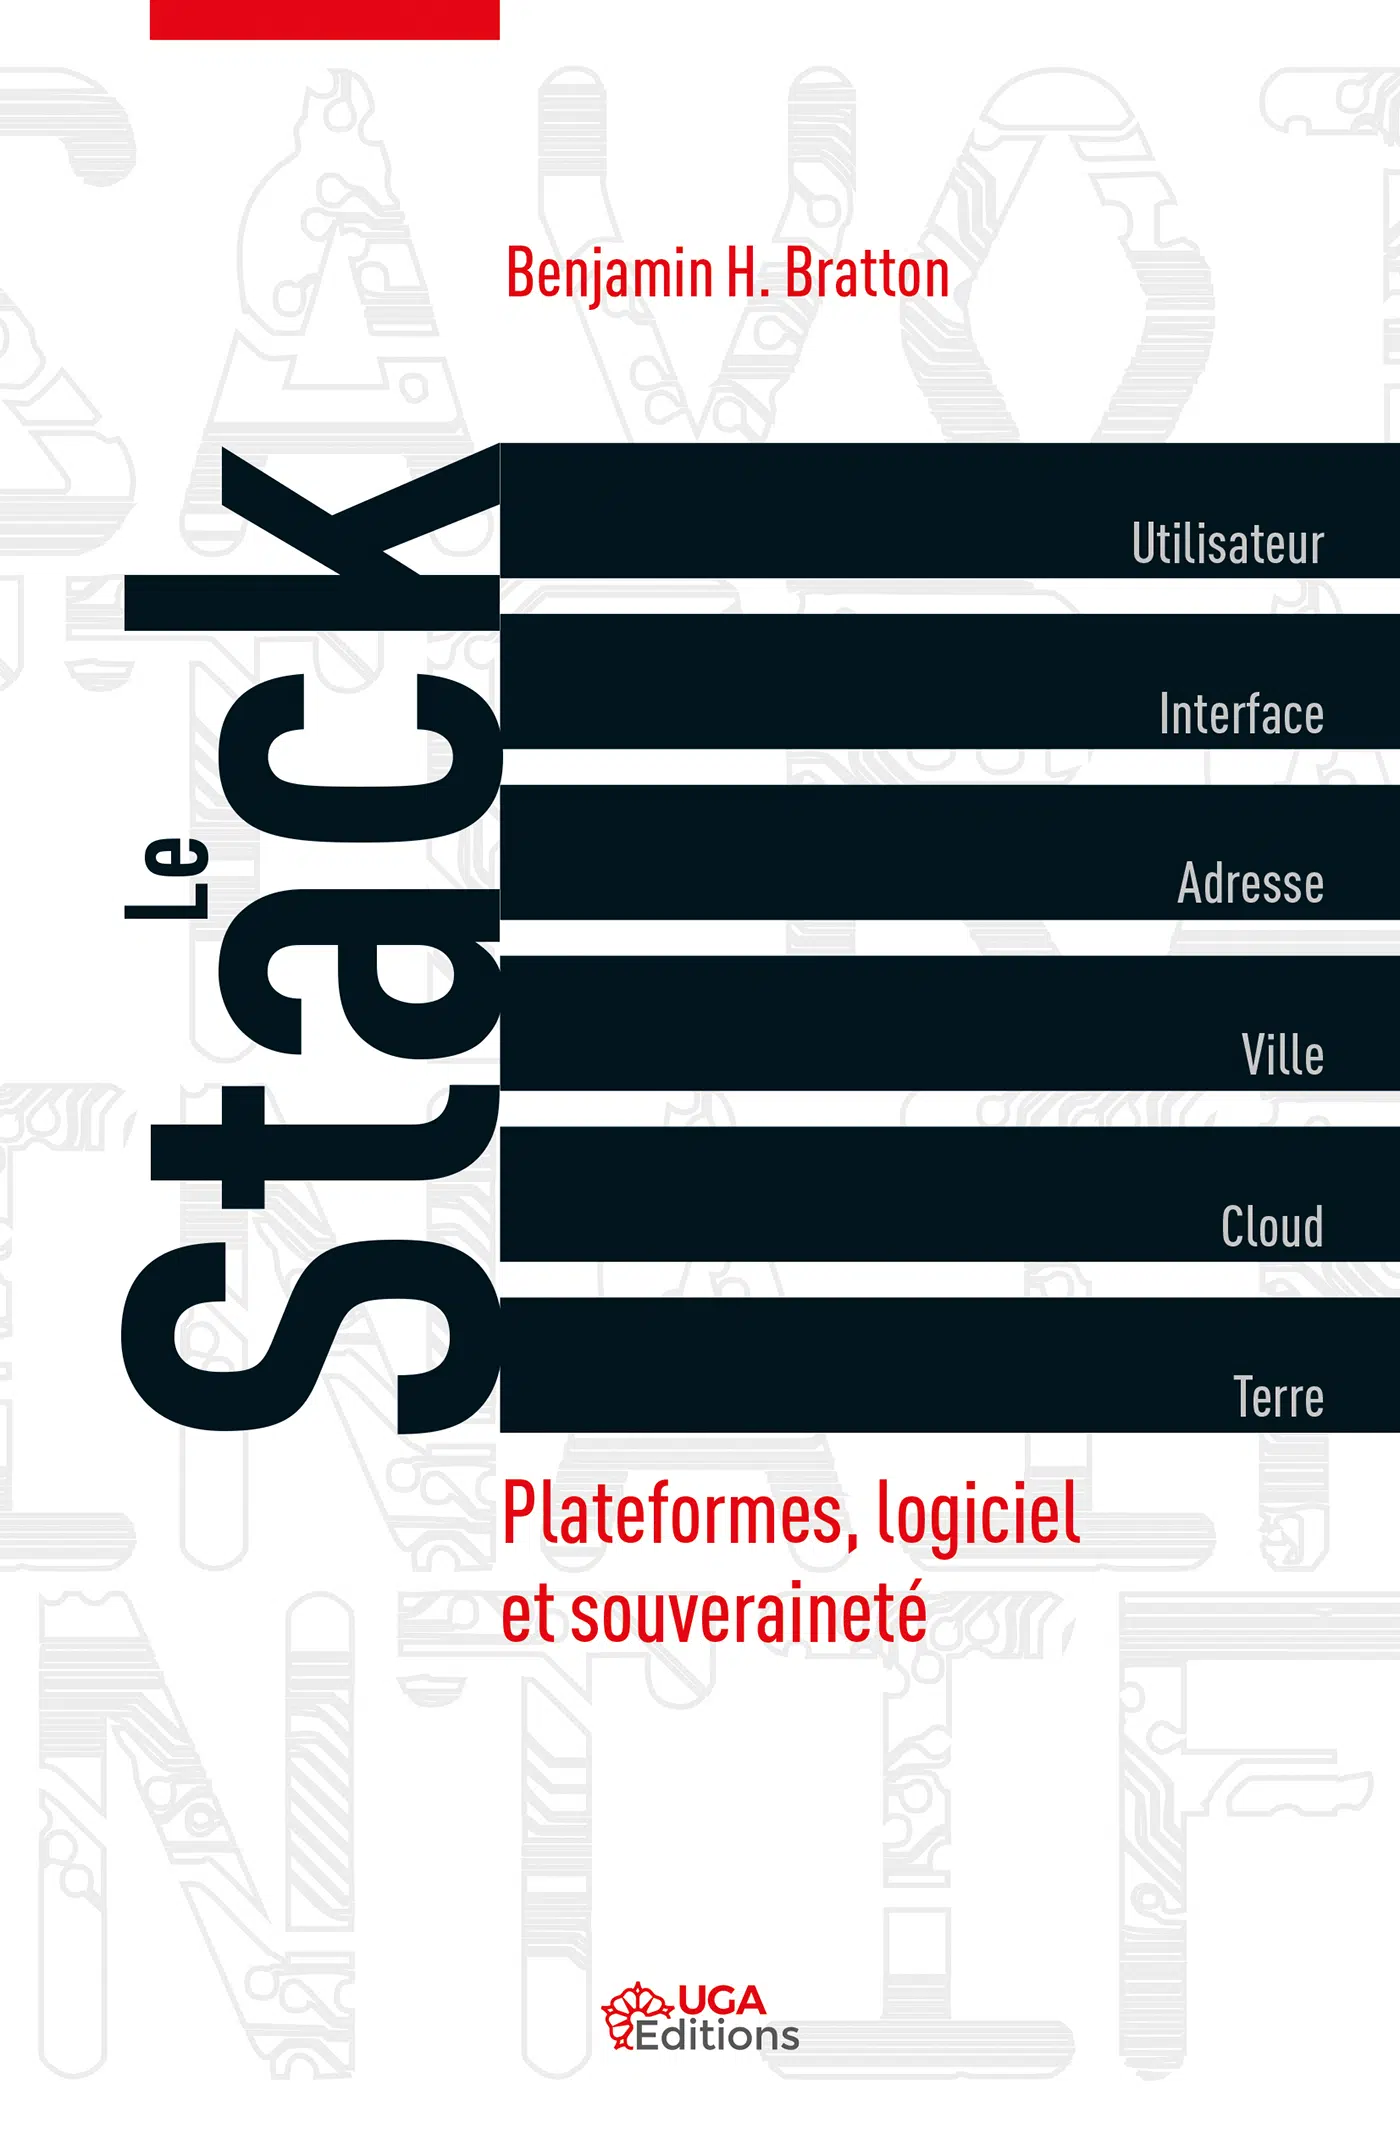 Benjamin H. Bratton
Le
Stack
Utilisateur
Interface
Adresse
Ville
Cloud
Terre
Plateformes, logiciel
et souveraineté
UGA
Editions